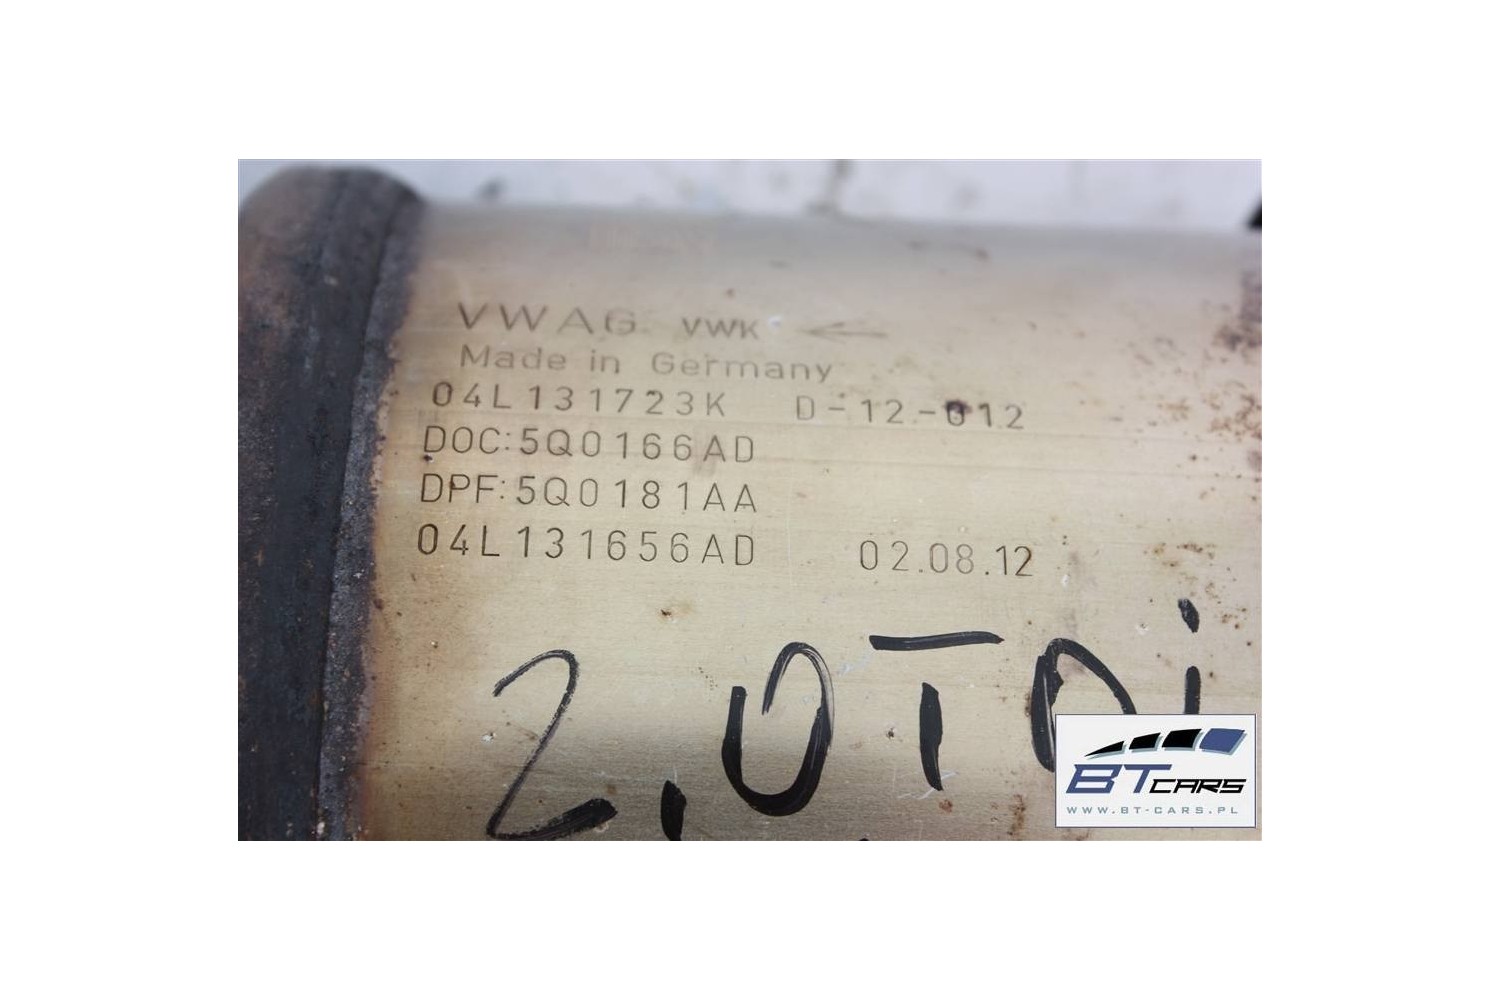 VWAG VWK ←
Made in Germany
04L131723K D-12-012
DOC:5Q0166AD
DPF:5Q0181AA
04L131656AD 02.08.12
2,0TDi
BTCARS
WWW.BT-CARS.PL